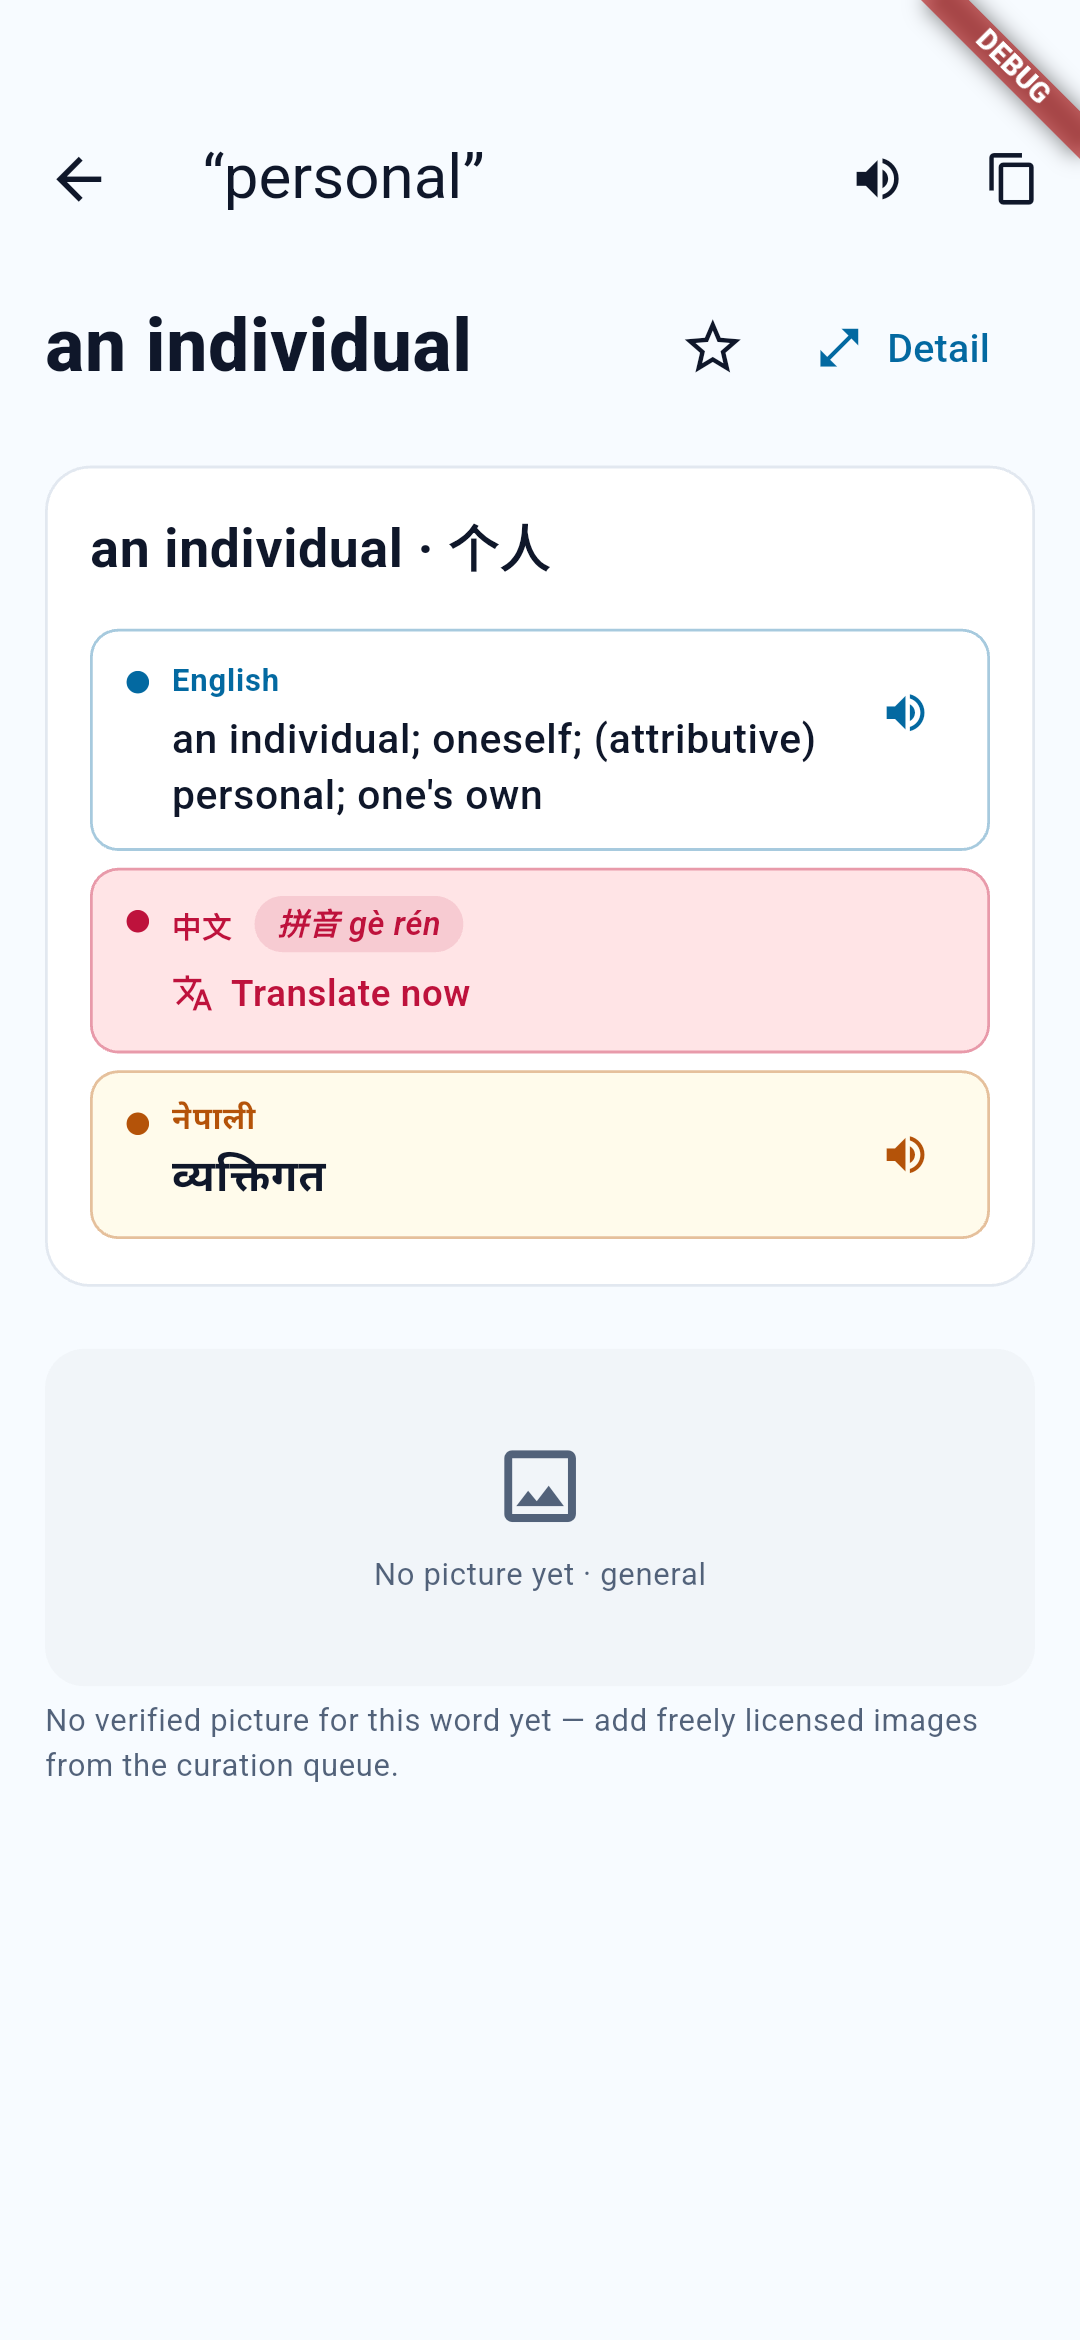 DEBUG
“personal”
an individual
Detail
an individual · 个人
English
an individual; oneself; (attributive)
personal; one's own
中文 拼音 gè rén
Translate now
नेपाली
व्यक्तिगत
No picture yet · general
No verified picture for this word yet — add freely licensed images
from the curation queue.